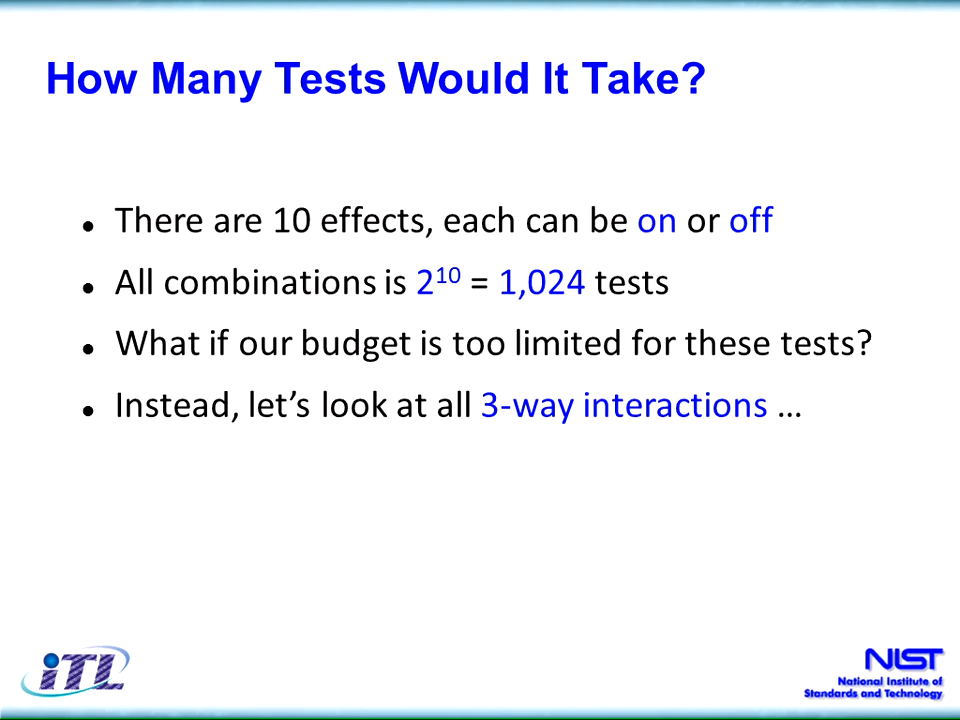 How Many Tests Would It Take?
There are 10 effects, each can be on or off
All combinations is 2¹⁰ = 1,024 tests
What if our budget is too limited for these tests?
Instead, let’s look at all 3-way interactions …
iTL
NIST
National Institute of
Standards and Technology